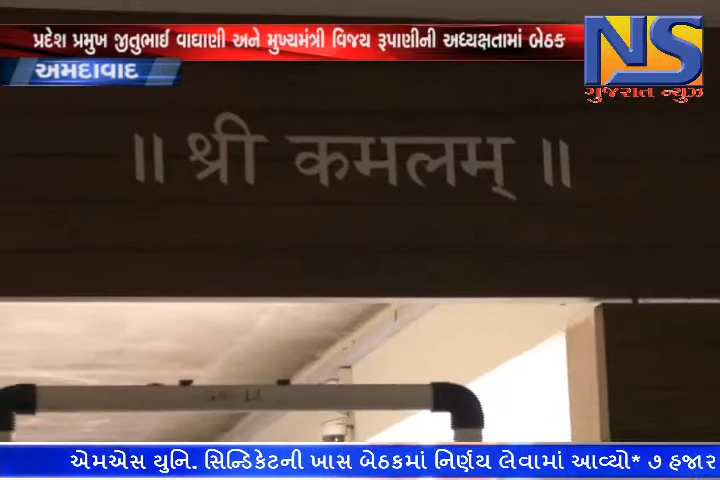 પ્રદેશ પ્રમુખ જીતુભાઈ વાઘાણી અને મુખ્યમંત્રી વિજય રૂપાણીની અધ્યક્ષતામાં બેઠક
NS
અમદાવાદ
ગુજરાત ન્યુઝ
॥ श्री कमलम् ॥
એમએસ યુનિ. સિન્ડિકેટની ખાસ બેઠકમાં નિર્ણય લેવામાં આવ્યો* ૭ હજાર